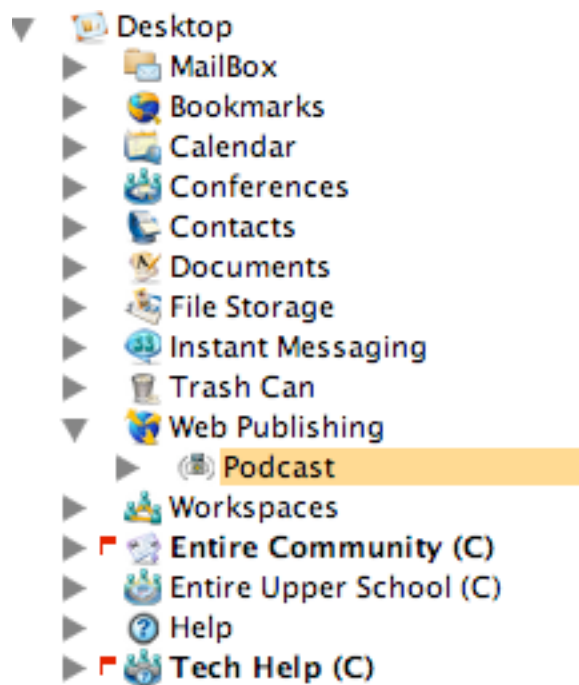 Desktop
MailBox
Bookmarks
Calendar
Conferences
Contacts
Documents
File Storage
Instant Messaging
Trash Can
Web Publishing
Podcast
Workspaces
Entire Community (C)
Entire Upper School (C)
Help
Tech Help (C)